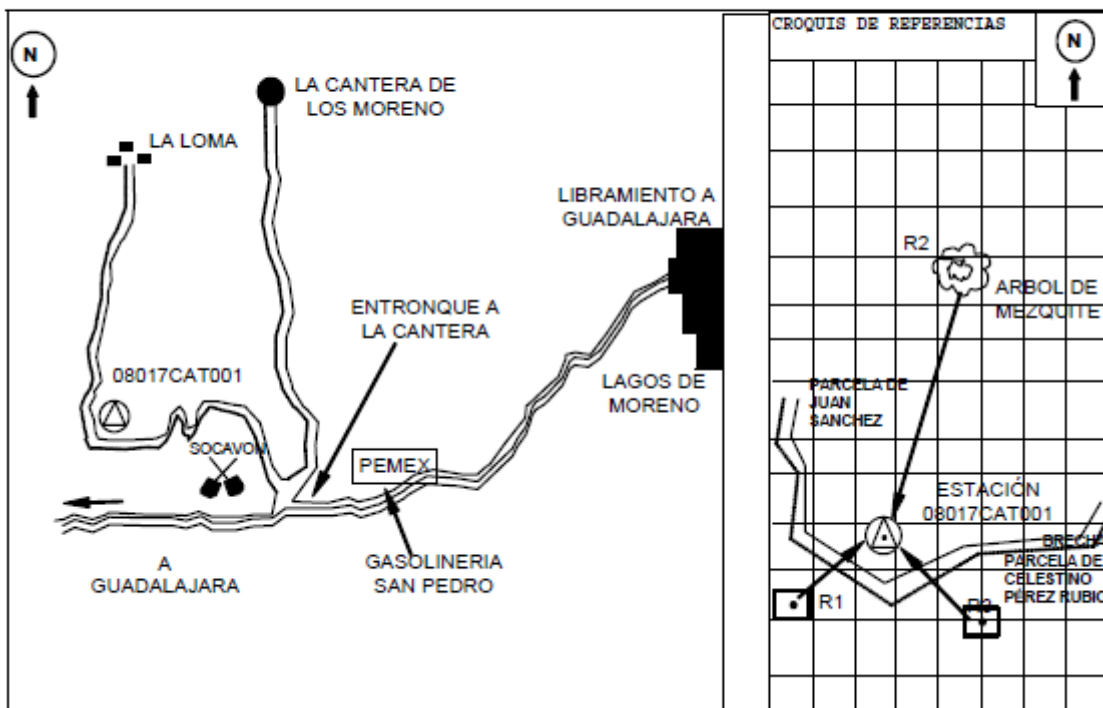 N
LA CANTERA DE
LOS MORENO
LA LOMA
LIBRAMIENTO A
GUADALAJARA
ENTRONQUE A
LA CANTERA
08017CAT001
LAGOS DE
MORENO
SOCAVON
PEMEX
A
GUADALAJARA
GASOLINERIA
SAN PEDRO
CROQUIS DE REFERENCIAS
N
R2
ARBOL DE
MEZQUITE
PARCELA DE
JUAN
SANCHEZ
ESTACIÓN
08017CAT001
BRECHA
PARCELA DE
CELESTINO
PÉREZ RUBIO
R1